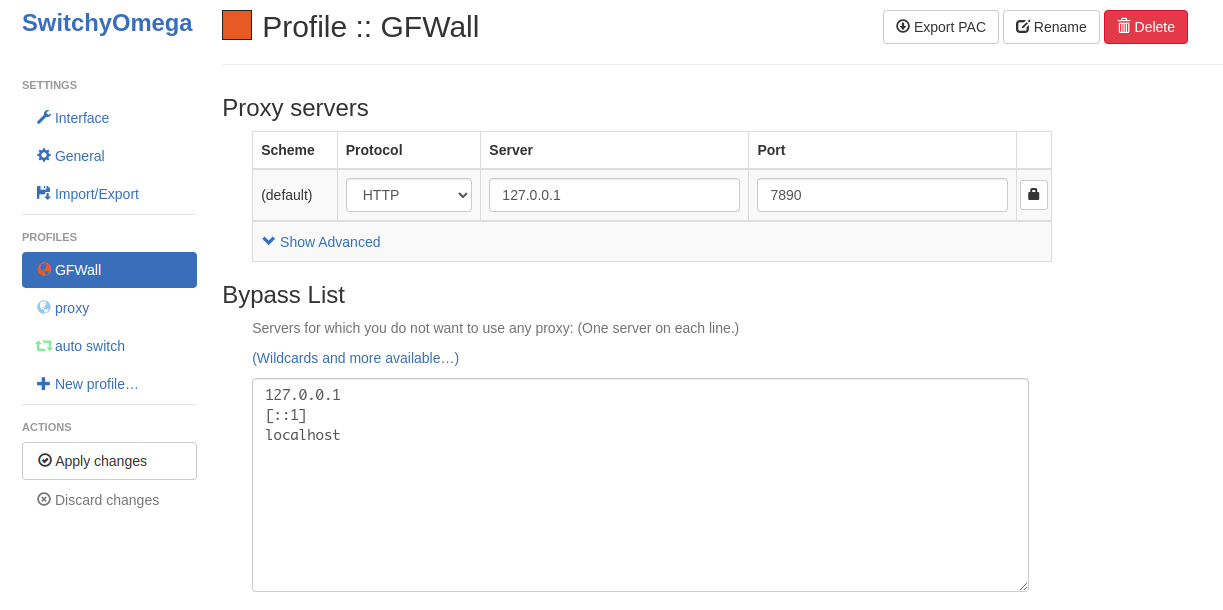 SwitchyOmega
SETTINGS
Interface
General
Import/Export
PROFILES
GFWall
proxy
auto switch
New profile…
ACTIONS
Apply changes
Discard changes
Profile :: GFWall
Export PAC
Rename
Delete
Proxy servers
Scheme Protocol Server Port
(default) HTTP 127.0.0.1 7890
Show Advanced
Bypass List
Servers for which you do not want to use any proxy: (One server on each line.)
(Wildcards and more available…)
127.0.0.1
[::1]
localhost